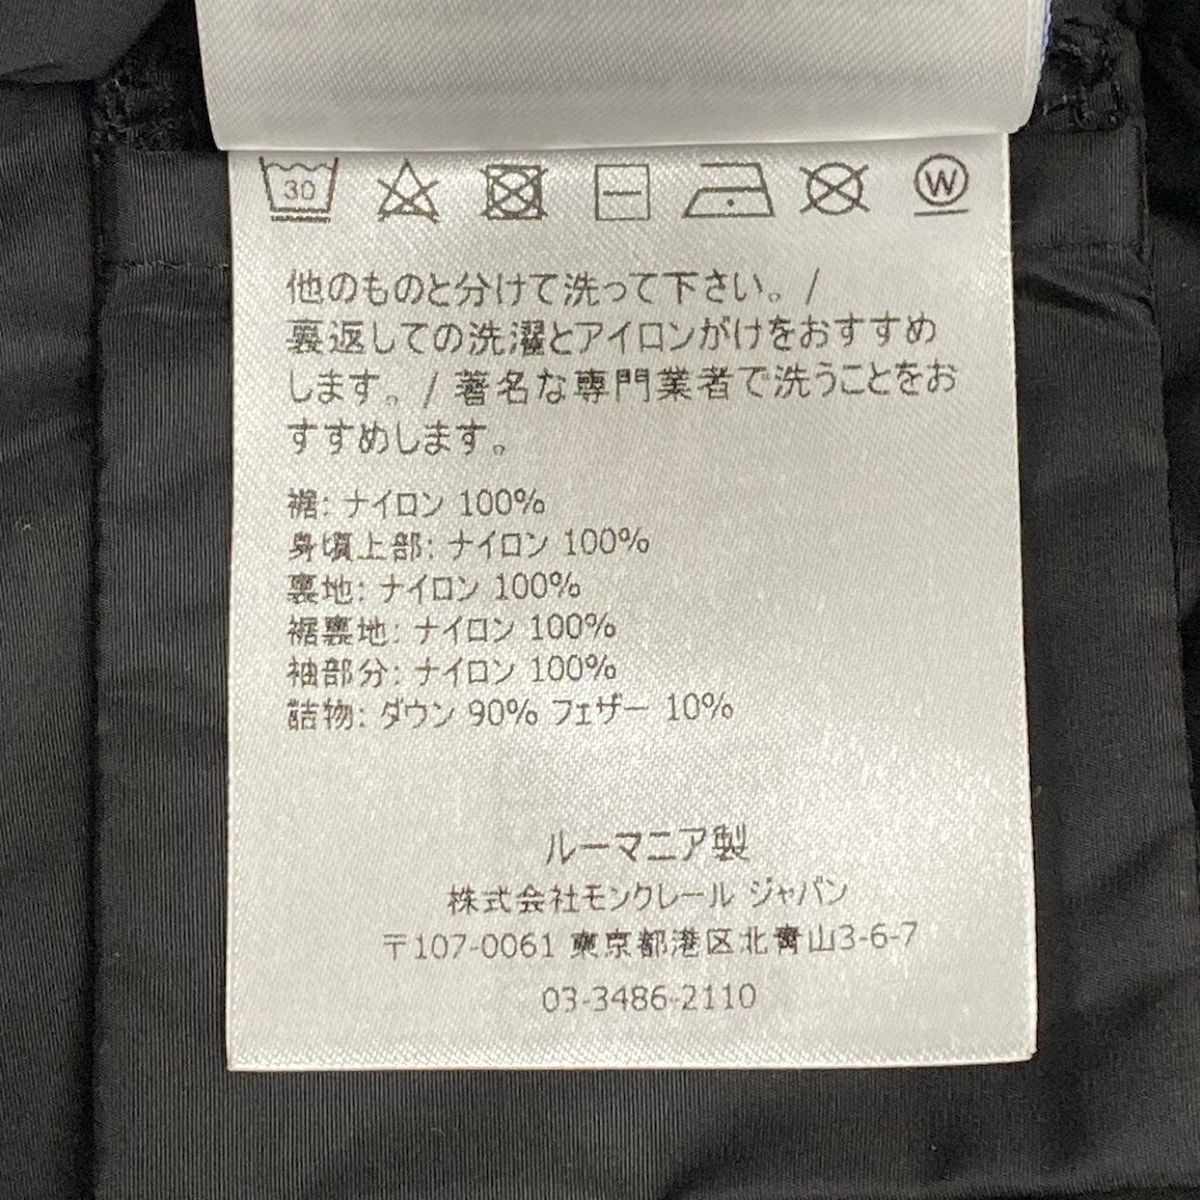 30
W
他のものと分けて洗って下さい。/
裏返しての洗濯とアイロンがけをおすすめ
します。/ 著名な専門業者で洗うことをお
すすめします。
裾: ナイロン 100%
身頃上部: ナイロン 100%
裏地: ナイロン 100%
裾裏地: ナイロン 100%
袖部分: ナイロン 100%
詰物: ダウン 90% フェザー 10%
ルーマニア製
株式会社モンクレール ジャパン
〒107-0061 東京都港区北青山3-6-7
03-3486-2110